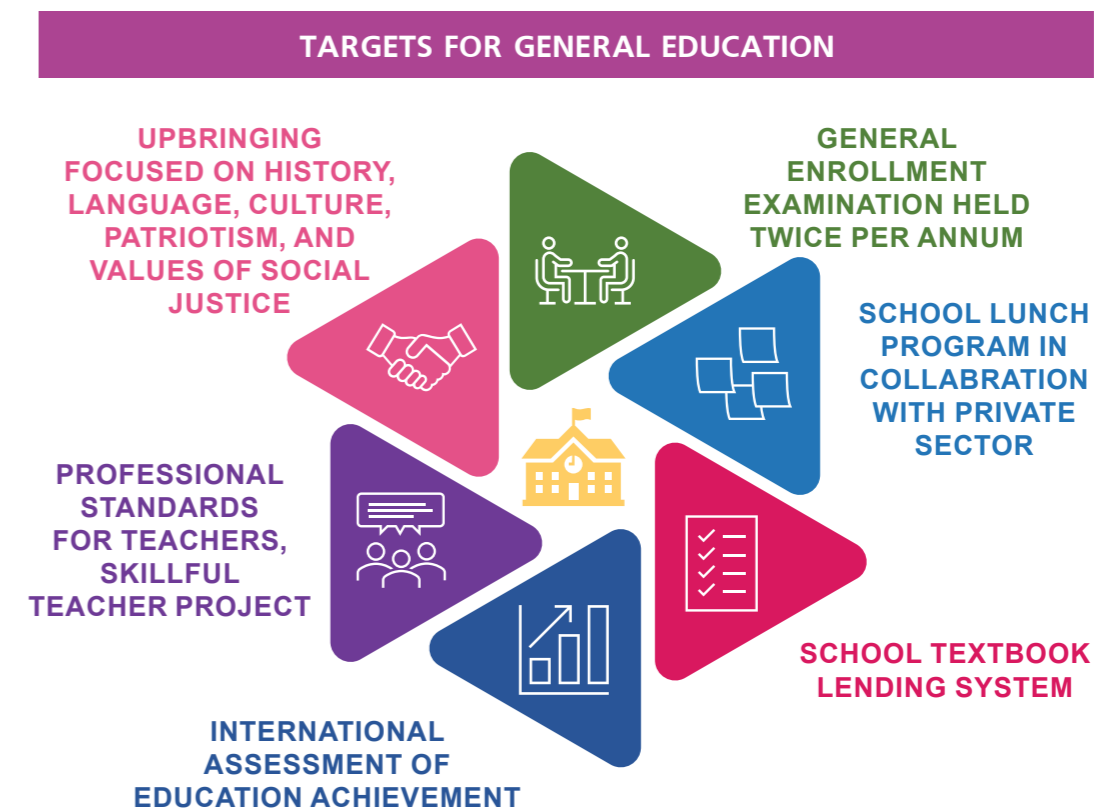 TARGETS FOR GENERAL EDUCATION
UPBRINGING
FOCUSED ON HISTORY,
LANGUAGE, CULTURE,
PATRIOTISM, AND
VALUES OF SOCIAL
JUSTICE
GENERAL
ENROLLMENT
EXAMINATION HELD
TWICE PER ANNUM
SCHOOL LUNCH
PROGRAM IN
COLLABRATION
WITH PRIVATE
SECTOR
PROFESSIONAL
STANDARDS
FOR TEACHERS,
SKILLFUL
TEACHER PROJECT
SCHOOL TEXTBOOK
LENDING SYSTEM
INTERNATIONAL
ASSESSMENT OF
EDUCATION ACHIEVEMENT